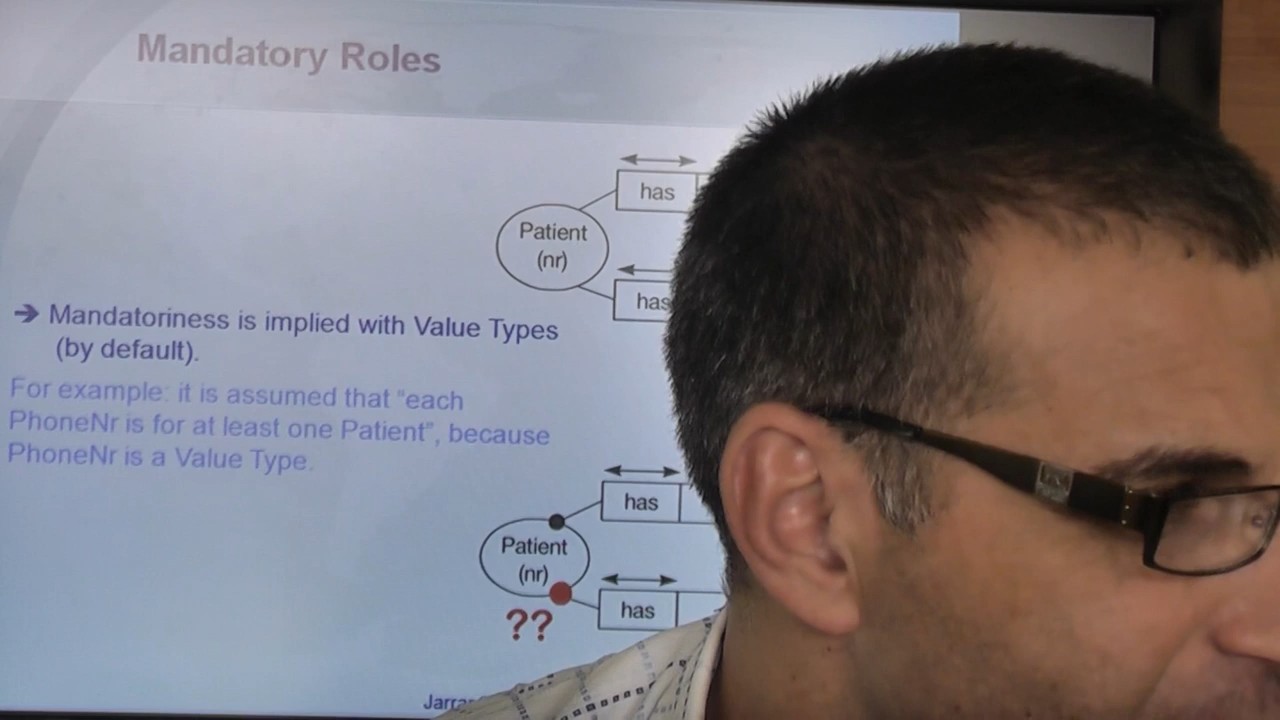 Mandatory Roles
has
Patient
(nr)
has
➔ Mandatoriness is implied with Value Types
(by default).
For example: it is assumed that "each
PhoneNr is for at least one Patient", because
PhoneNr is a Value Type.
has
Patient
(nr)
has
??